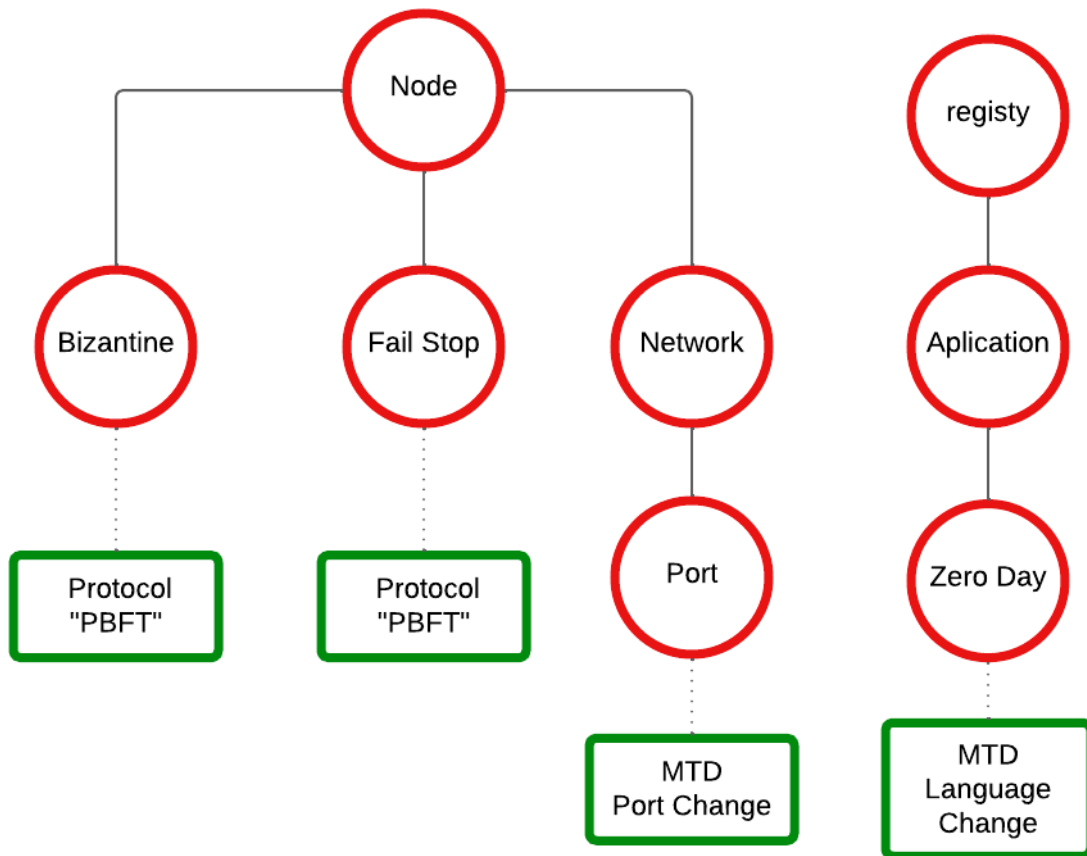 Node
registy
Bizantine
Fail Stop
Network
Aplication
Protocol
"PBFT"
Protocol
"PBFT"
Port
Zero Day
MTD
Port Change
MTD
Language
Change